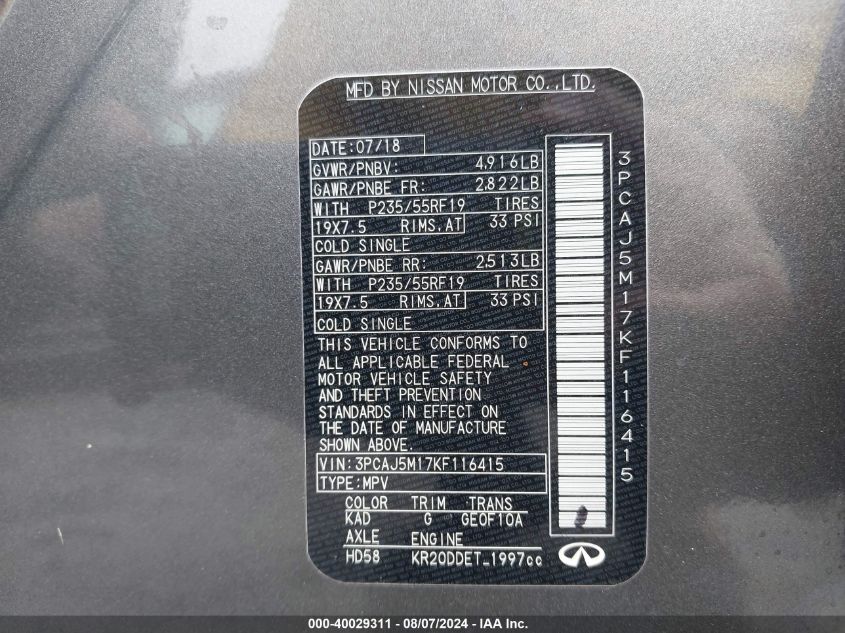 MFD BY NISSAN MOTOR CO.,LTD.
DATE:07/18
GVWR/PNBV: 4,916LB
GAWR/PNBE FR: 2,822LB
WITH P235/55RF19 TIRES
19X7.5 RIMS,AT 33 PSI
COLD SINGLE
GAWR/PNBE RR: 2,513LB
WITH P235/55RF19 TIRES
19X7.5 RIMS,AT 33 PSI
COLD SINGLE
THIS VEHICLE CONFORMS TO
ALL APPLICABLE FEDERAL
MOTOR VEHICLE SAFETY
AND THEFT PREVENTION
STANDARDS IN EFFECT ON
THE DATE OF MANUFACTURE
SHOWN ABOVE.
VIN:3PCAJ5M17KF116415
TYPE:MPV
COLOR TRIM TRANS
KAD G GE0F10A
AXLE ENGINE
HD58 KR20DDET_1997cc
3PCAJ5M17KF116415
000-40029311 - 08/07/2024 - IAA Inc.